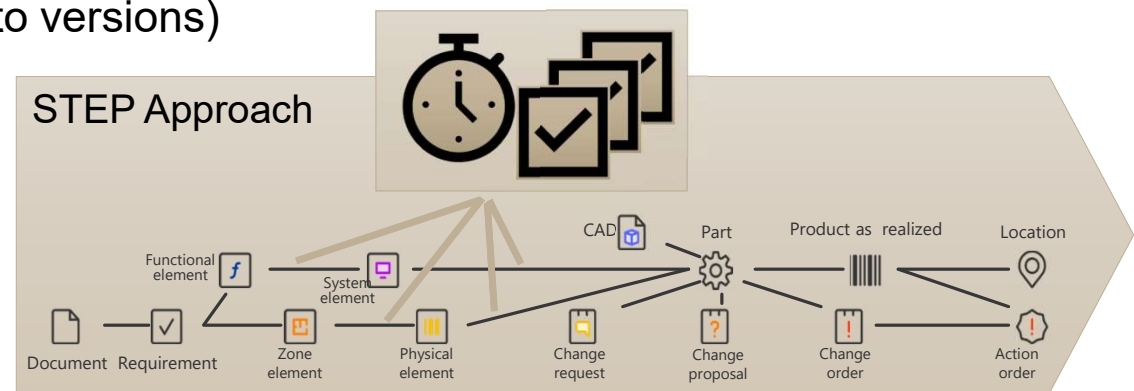 to versions)
STEP Approach
CAD
Part
Product as realized
Location
Functional
element
System
element
Document
Requirement
Zone
element
Physical
element
Change
request
Change
proposal
Change
order
Action
order